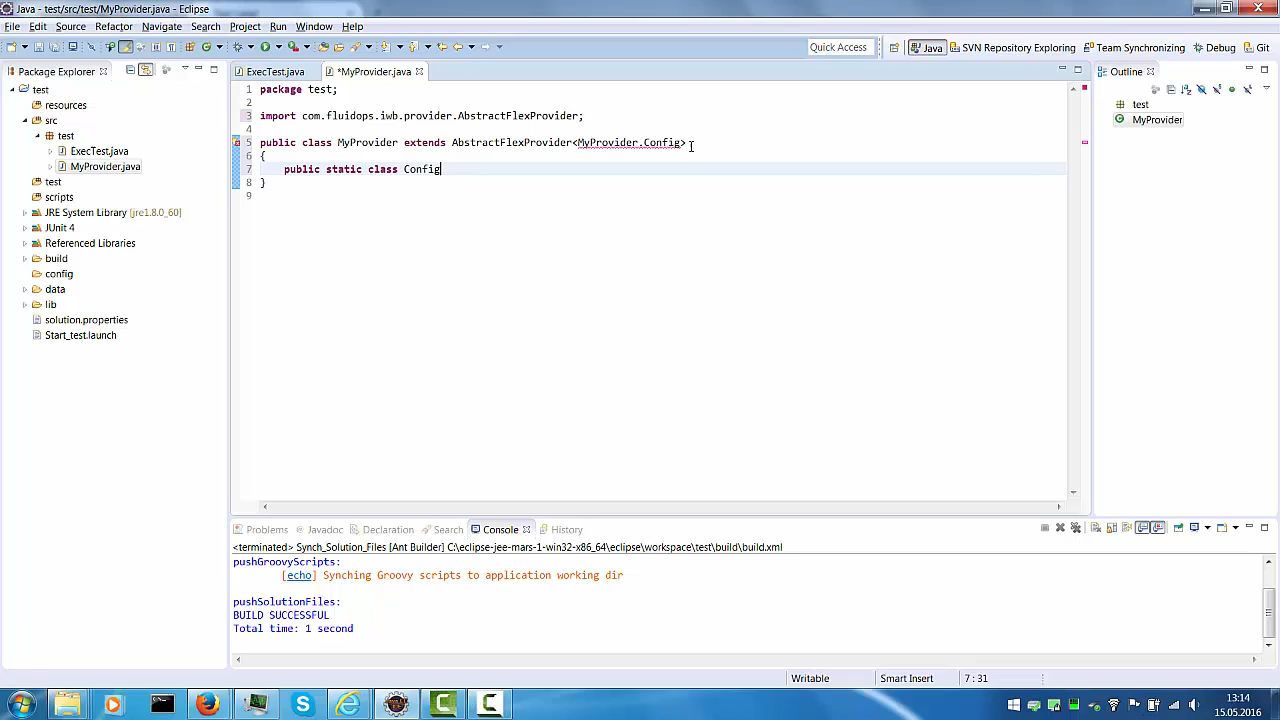 Java - test/src/test/MyProvider.java - Eclipse
File Edit Source Refactor Navigate Search Project Run Window Help
Quick Access Java SVN Repository Exploring Team Synchronizing Debug Git
Package Explorer ExecTest.java *MyProvider.java Outline
test
resources
src
test
ExecTest.java
MyProvider.java
test
scripts
JRE System Library [jre1.8.0_60]
JUnit 4
Referenced Libraries
build
config
data
lib
solution.properties
Start_test.launch
1 package test;
2
3 import com.fluidops.iwb.provider.AbstractFlexProvider;
4
5 public class MyProvider extends AbstractFlexProvider<MyProvider.Config>
6 {
7 public static class Config
8 }
9
test
MyProvider
Problems Javadoc Declaration Search Console History
<terminated> Synch_Solution_Files [Ant Builder] C:\eclipse-jee-mars-1-win32-x86_64\eclipse\workspace\test\build\build.xml
pushGroovyScripts:
[echo] Synching Groovy scripts to application working dir
pushSolutionFiles:
BUILD SUCCESSFUL
Total time: 1 second
Writable Smart Insert 7 : 31
13:14
15.05.2016